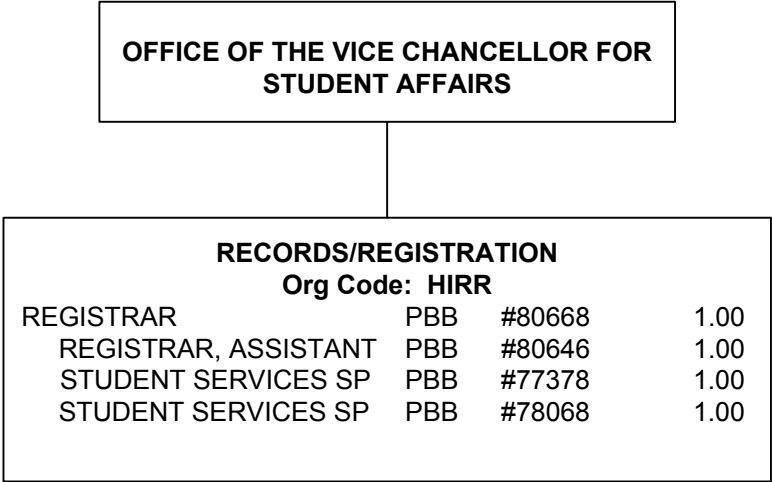 OFFICE OF THE VICE CHANCELLOR FOR
STUDENT AFFAIRS
RECORDS/REGISTRATION
Org Code: HIRR
REGISTRAR PBB #80668 1.00
REGISTRAR, ASSISTANT PBB #80646 1.00
STUDENT SERVICES SP PBB #77378 1.00
STUDENT SERVICES SP PBB #78068 1.00